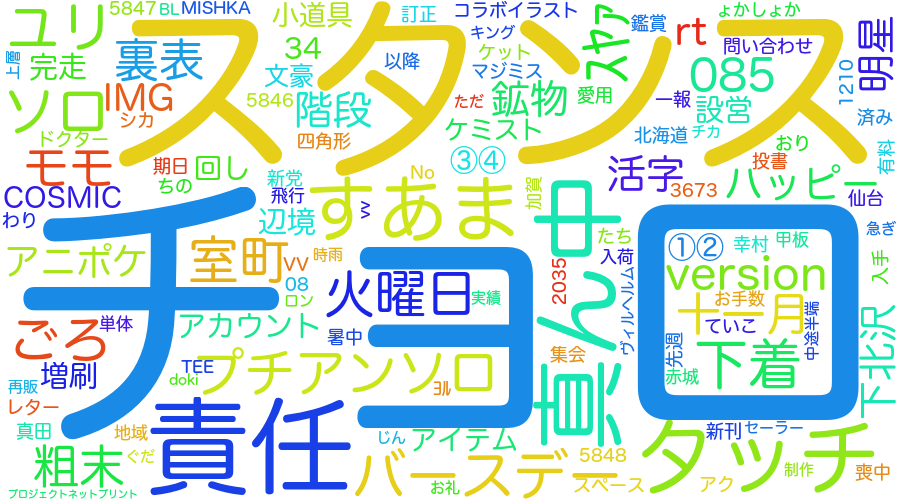 5847 BL MISHKA
ユリ
スタンス
小道具
訂正
コラボイラスト
キング
鑑賞
rt
ょかしょか
問い合わせ
明星
上層
完走
裏表
34
文豪
以降
ケット
マジミス
スヤッ
085
1210
ソロ
IMG
シカ
5846
階段
ただ
鉱物
愛用
一報
設営
済み
ドクター
四角形
ケミスト
北海道
チカ
おり
有料
モモ
期日
回し
ちの
③④
活字
投書
3673
ハッピー
仙台
COSMIC
新党
飛行
No
加賀
真ん中
わり
辺境
すあま
vv
たち
①②
幸村
甲板
急ぎ
アニポケ
室町
VV
時雨
入荷
version
入手
チョロ
08
ロン
火曜日
実績
2035
ヴィルヘルム
お手数
十一月
ごろ
単体
アカウント
暑中
ていこ
中途半端
下北沢
増刷
TEE
プチアンソロ
集会
先週
下着
再販
doki
ヨル
赤城
レター
責任
真田
地域
じん
アイテム
タッチ
新刊
セーラー
粗末
ぐだ
バースデー
5848
スペース
アク
制作
喪中
プロジェクトネットプリント
お礼